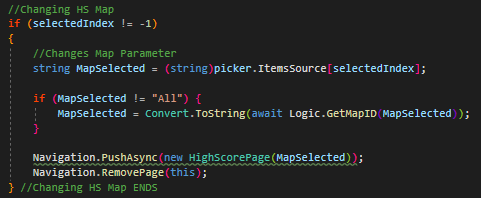 //Changing HS Map
if (selectedIndex != -1)
{
//Changes Map Parameter
string MapSelected = (string)picker.ItemsSource[selectedIndex];
if (MapSelected != "All") {
MapSelected = Convert.ToString(await Logic.GetMapID(MapSelected));
}
Navigation.PushAsync(new HighScorePage(MapSelected));
Navigation.RemovePage(this);
} //Changing HS Map ENDS